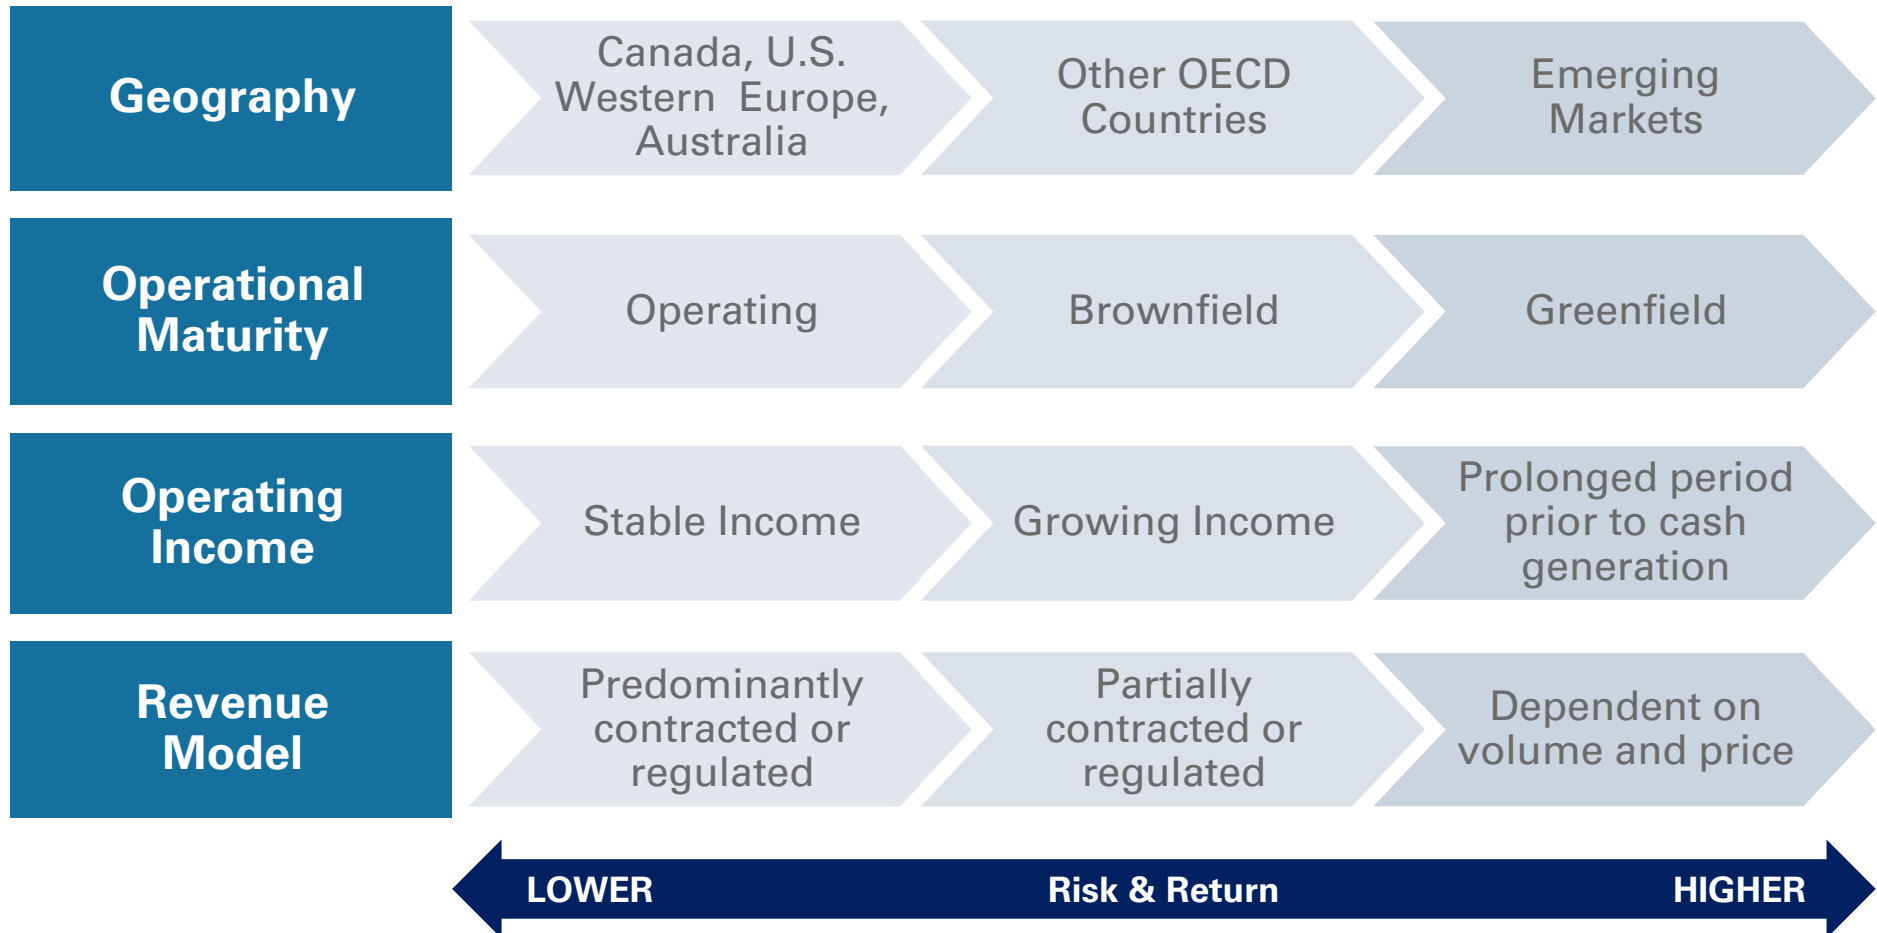 Geography
Canada, U.S.
Western Europe,
Australia
Other OECD
Countries
Emerging
Markets
Operational
Maturity
Operating
Brownfield
Greenfield
Operating
Income
Stable Income
Growing Income
Prolonged period
prior to cash
generation
Revenue
Model
Predominantly
contracted or
regulated
Partially
contracted or
regulated
Dependent on
volume and price
LOWER
Risk & Return
HIGHER